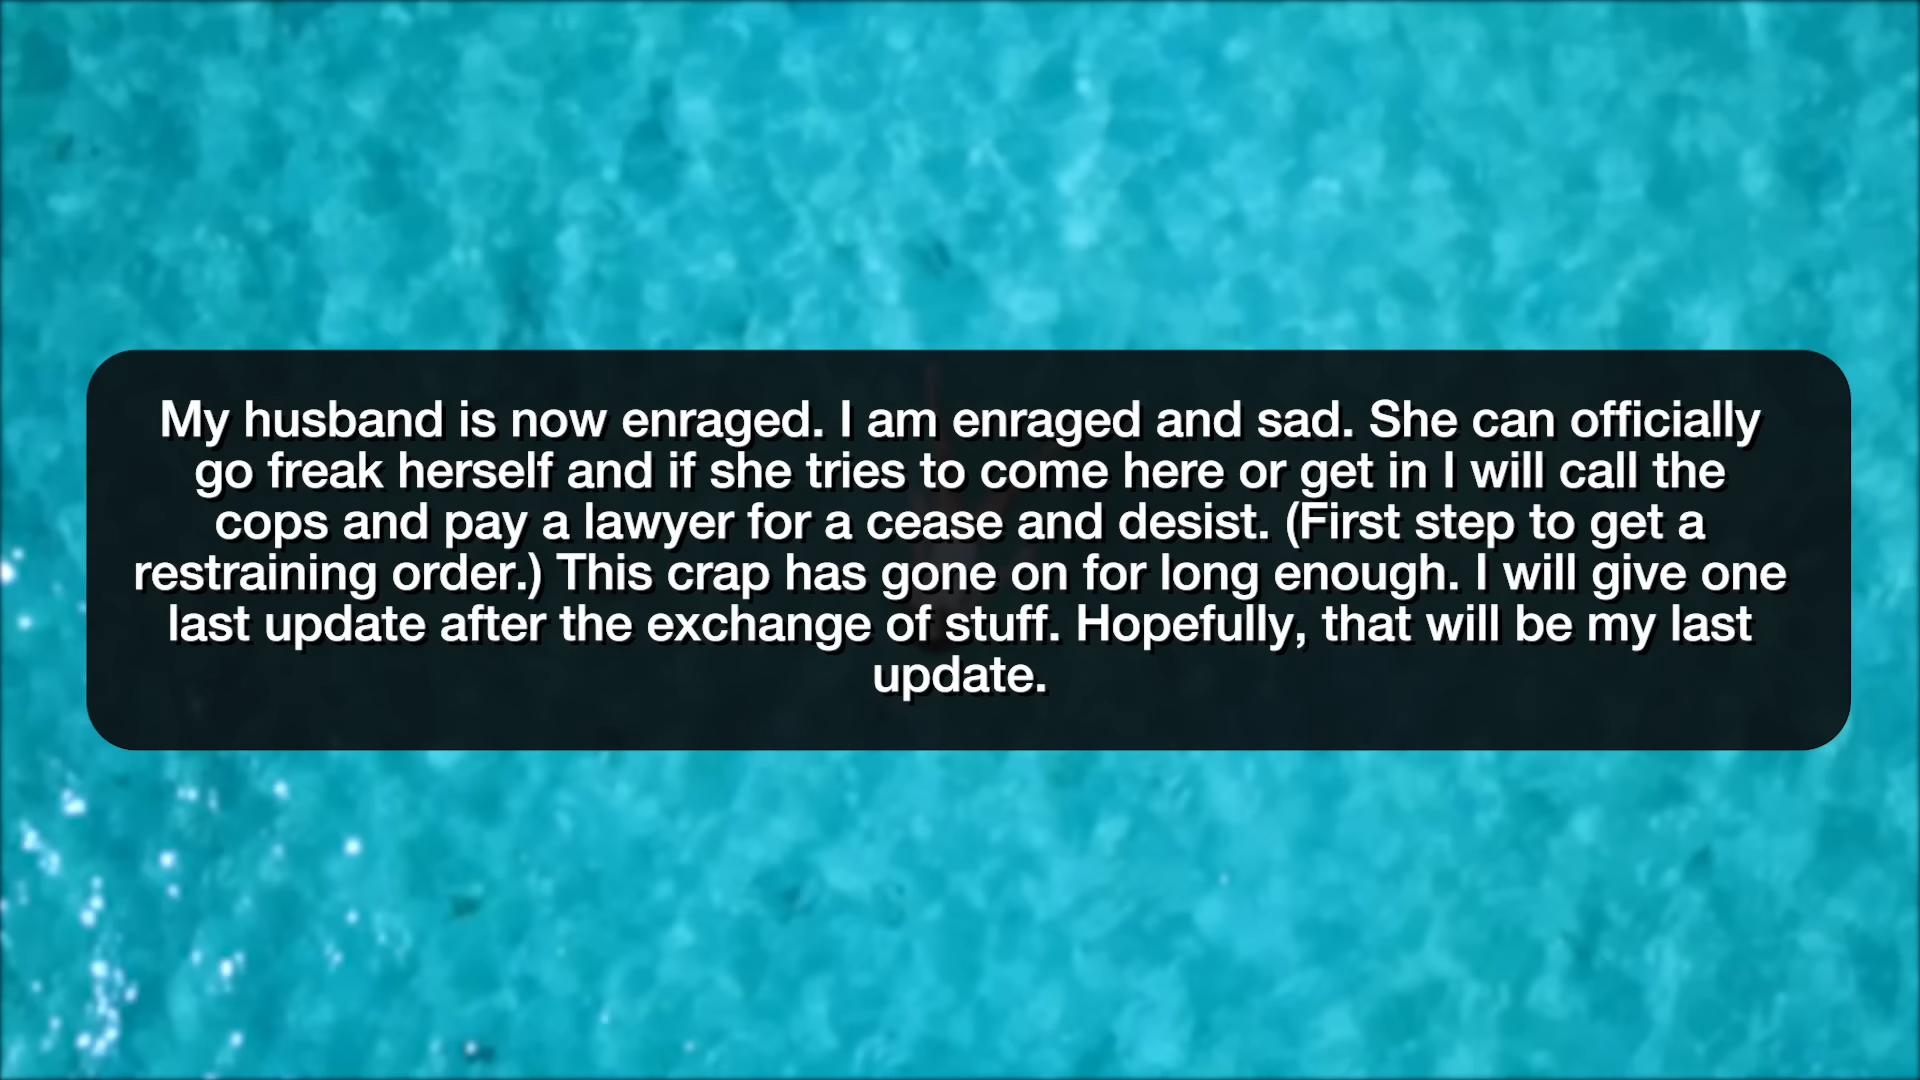 My husband is now enraged. I am enraged and sad. She can officially
go freak herself and if she tries to come here or get in I will call the
cops and pay a lawyer for a cease and desist. (First step to get a
restraining order.) This crap has gone on for long enough. I will give one
last update after the exchange of stuff. Hopefully, that will be my last
update.